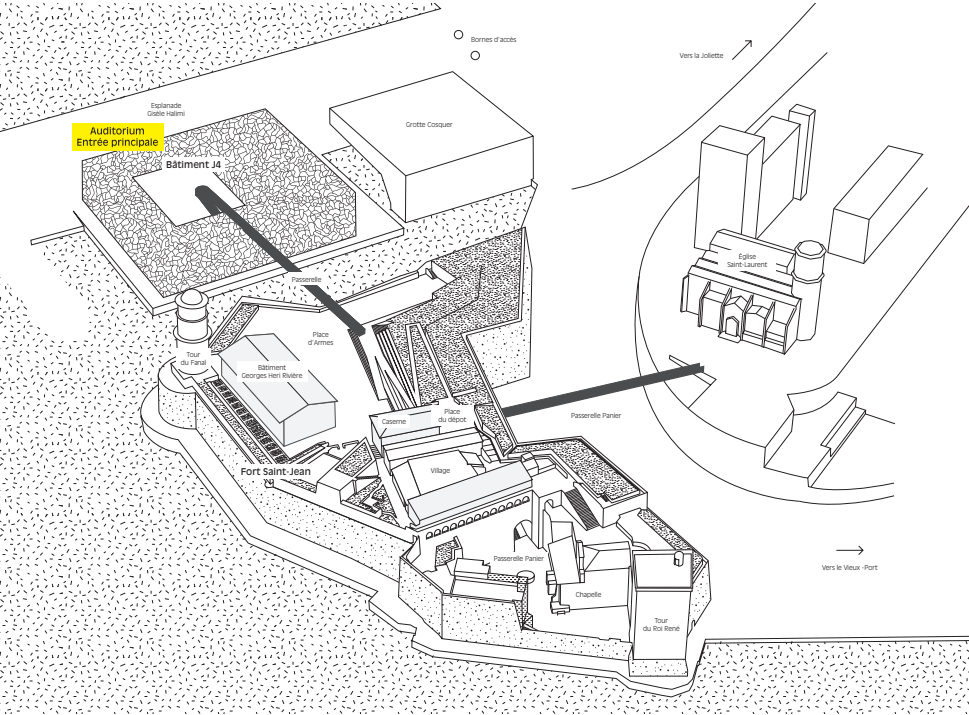 Bornes d'accès
Vers la Joliette
Esplanade
Gisèle Halimi
Grotte Cosquer
Auditorium
Entrée principale
Bâtiment J4
Église
Saint-Laurent
Passerelle
Place
d'Armes
Tour
du Fanal
Bâtiment
Georges Heri Rivière
Place
du dépot
Caserne
Passerelle Panier
Fort Saint-Jean
Village
Passerelle Panier
Vers le Vieux -Port
Chapelle
Tour
du Roi René